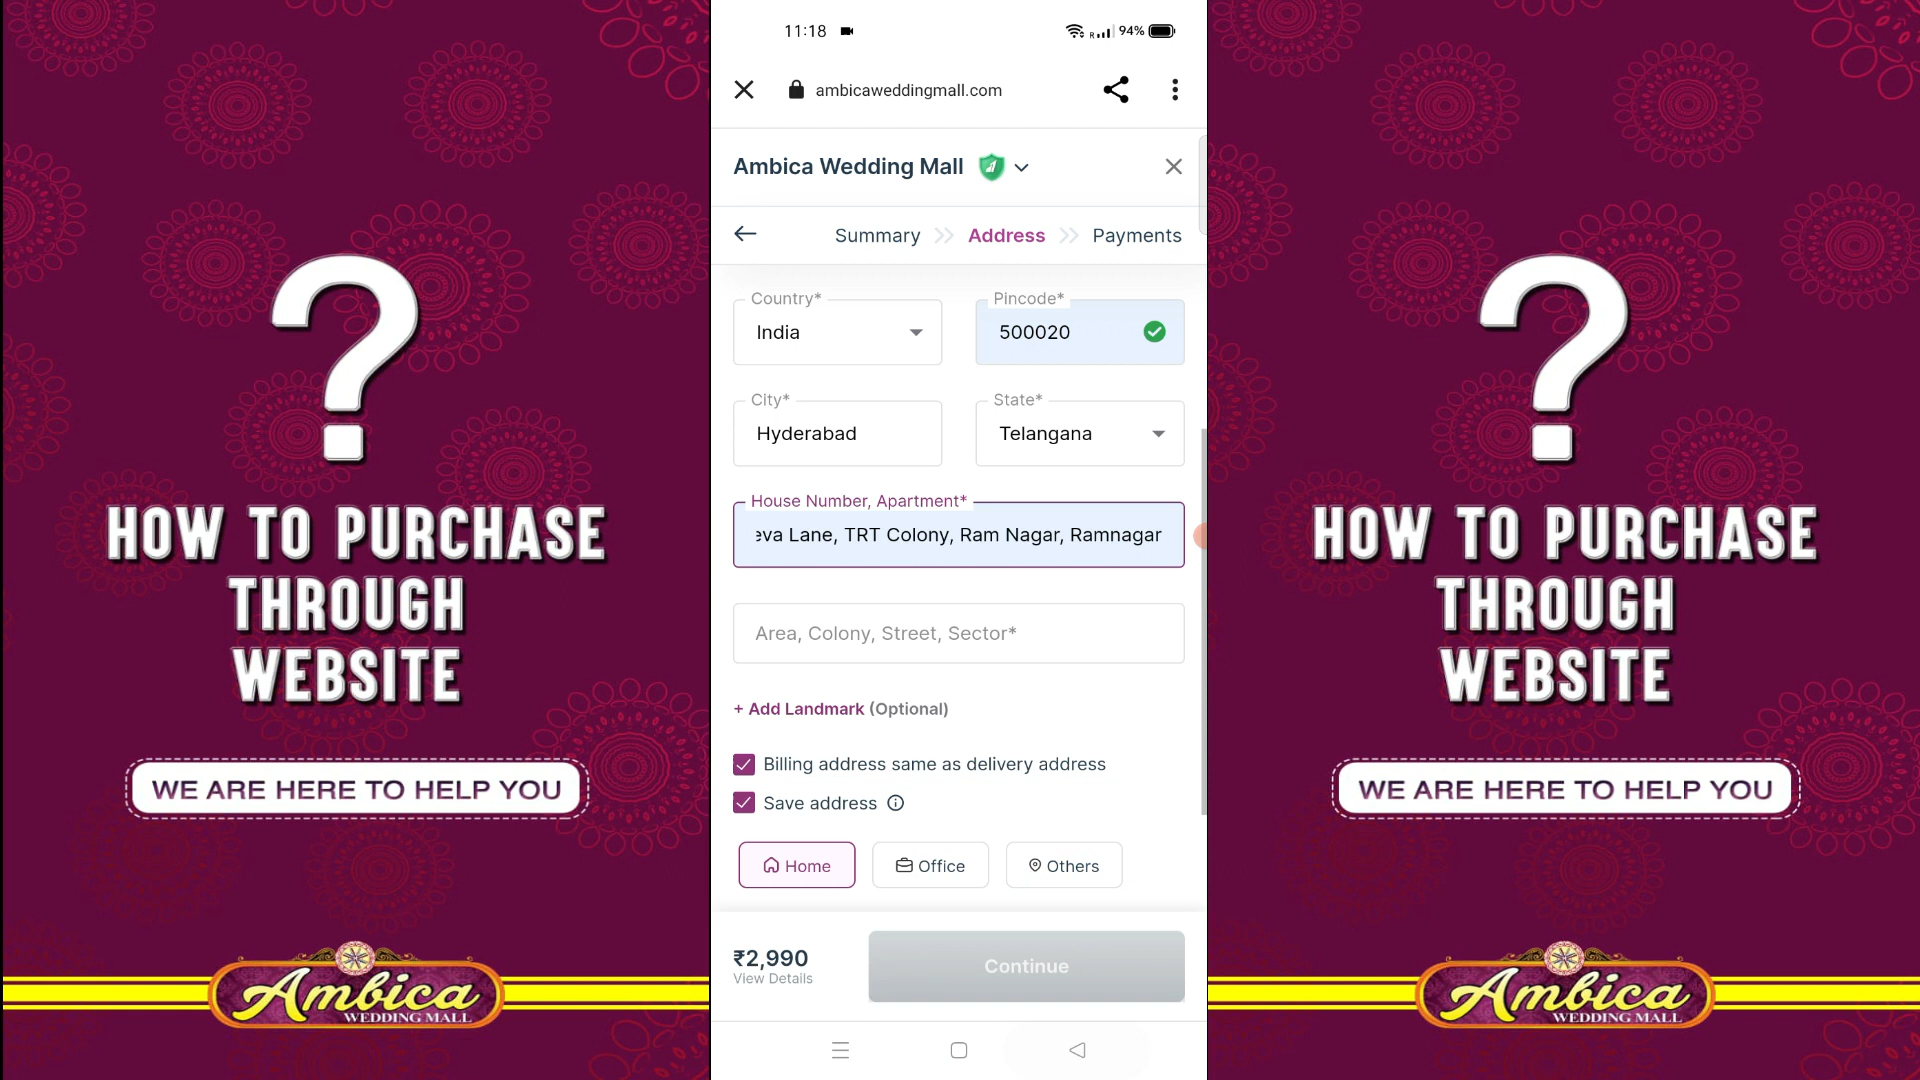 HOW TO PURCHASE
THROUGH
WEBSITE
WE ARE HERE TO HELP YOU
Ambica
WEDDING MALL
11:18
R 94%
ambicaweddingmall.com
Ambica Wedding Mall
Summary Address Payments
Country* Pincode*
India 500020
City* State*
Hyderabad Telangana
House Number, Apartment*
eva Lane, TRT Colony, Ram Nagar, Ramnagar
Area, Colony, Street, Sector*
+ Add Landmark (Optional)
Billing address same as delivery address
Save address
Home Office Others
₹2,990
View Details
Continue
HOW TO PURCHASE
THROUGH
WEBSITE
WE ARE HERE TO HELP YOU
Ambica
WEDDING MALL